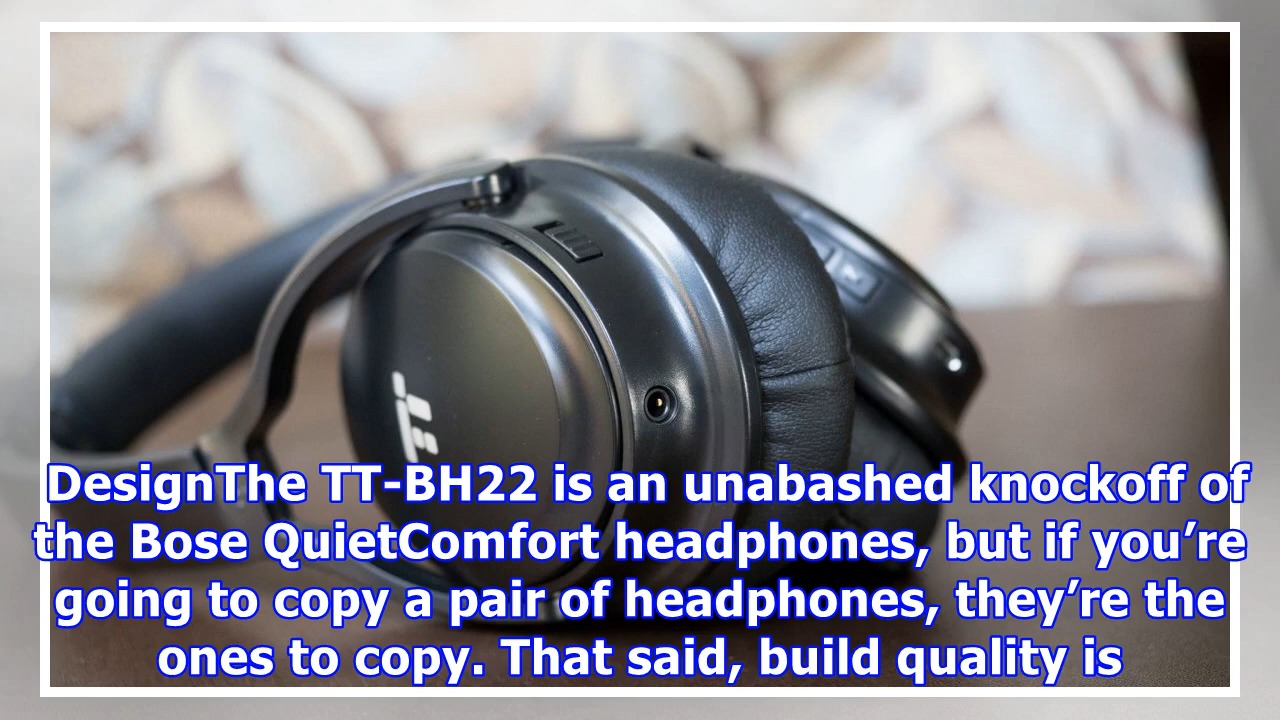 DesignThe TT-BH22 is an unabashed knockoff of
the Bose QuietComfort headphones, but if you’re
going to copy a pair of headphones, they’re the
ones to copy. That said, build quality is